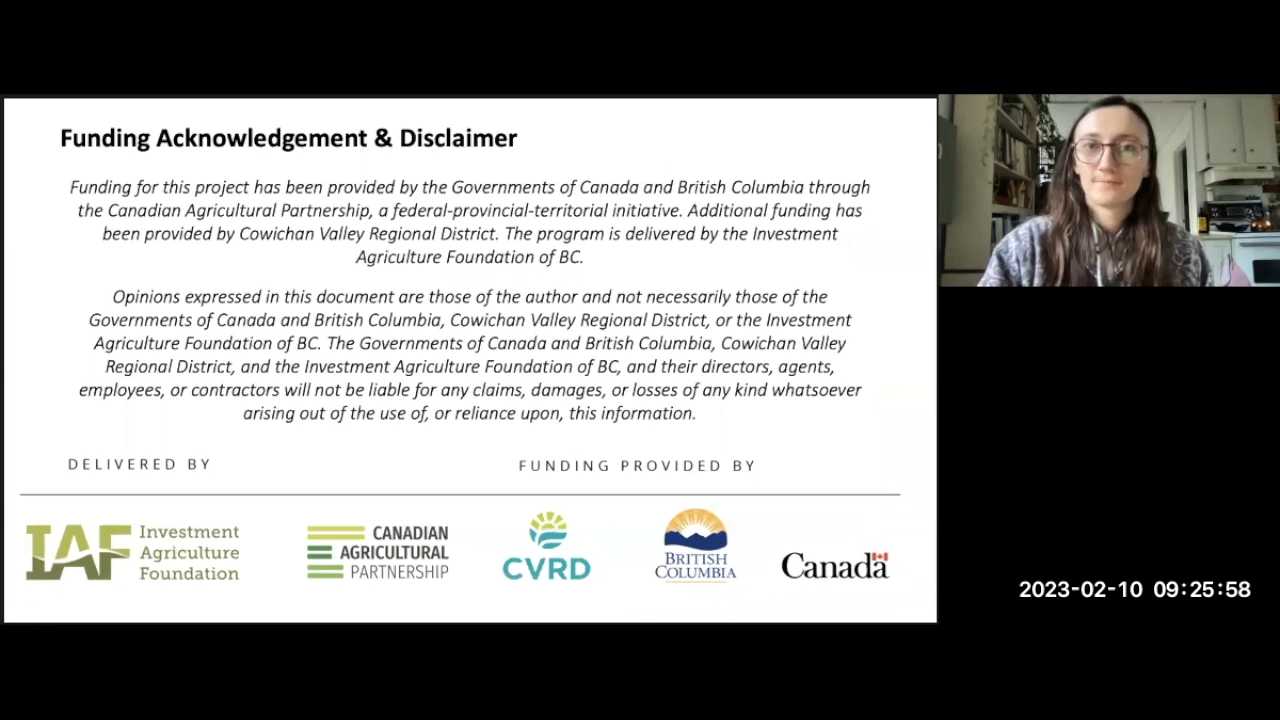 Funding Acknowledgement & Disclaimer
Funding for this project has been provided by the Governments of Canada and British Columbia through
the Canadian Agricultural Partnership, a federal-provincial-territorial initiative. Additional funding has
been provided by Cowichan Valley Regional District. The program is delivered by the Investment
Agriculture Foundation of BC.
Opinions expressed in this document are those of the author and not necessarily those of the
Governments of Canada and British Columbia, Cowichan Valley Regional District, or the Investment
Agriculture Foundation of BC. The Governments of Canada and British Columbia, Cowichan Valley
Regional District, and the Investment Agriculture Foundation of BC, and their directors, agents,
employees, or contractors will not be liable for any claims, damages, or losses of any kind whatsoever
arising out of the use of, or reliance upon, this information.
DELIVERED BY
FUNDING PROVIDED BY
IAF
Investment
Agriculture
Foundation
CANADIAN
AGRICULTURAL
PARTNERSHIP
CVRD
BRITISH
COLUMBIA
Canada
2023-02-10 09:25:58